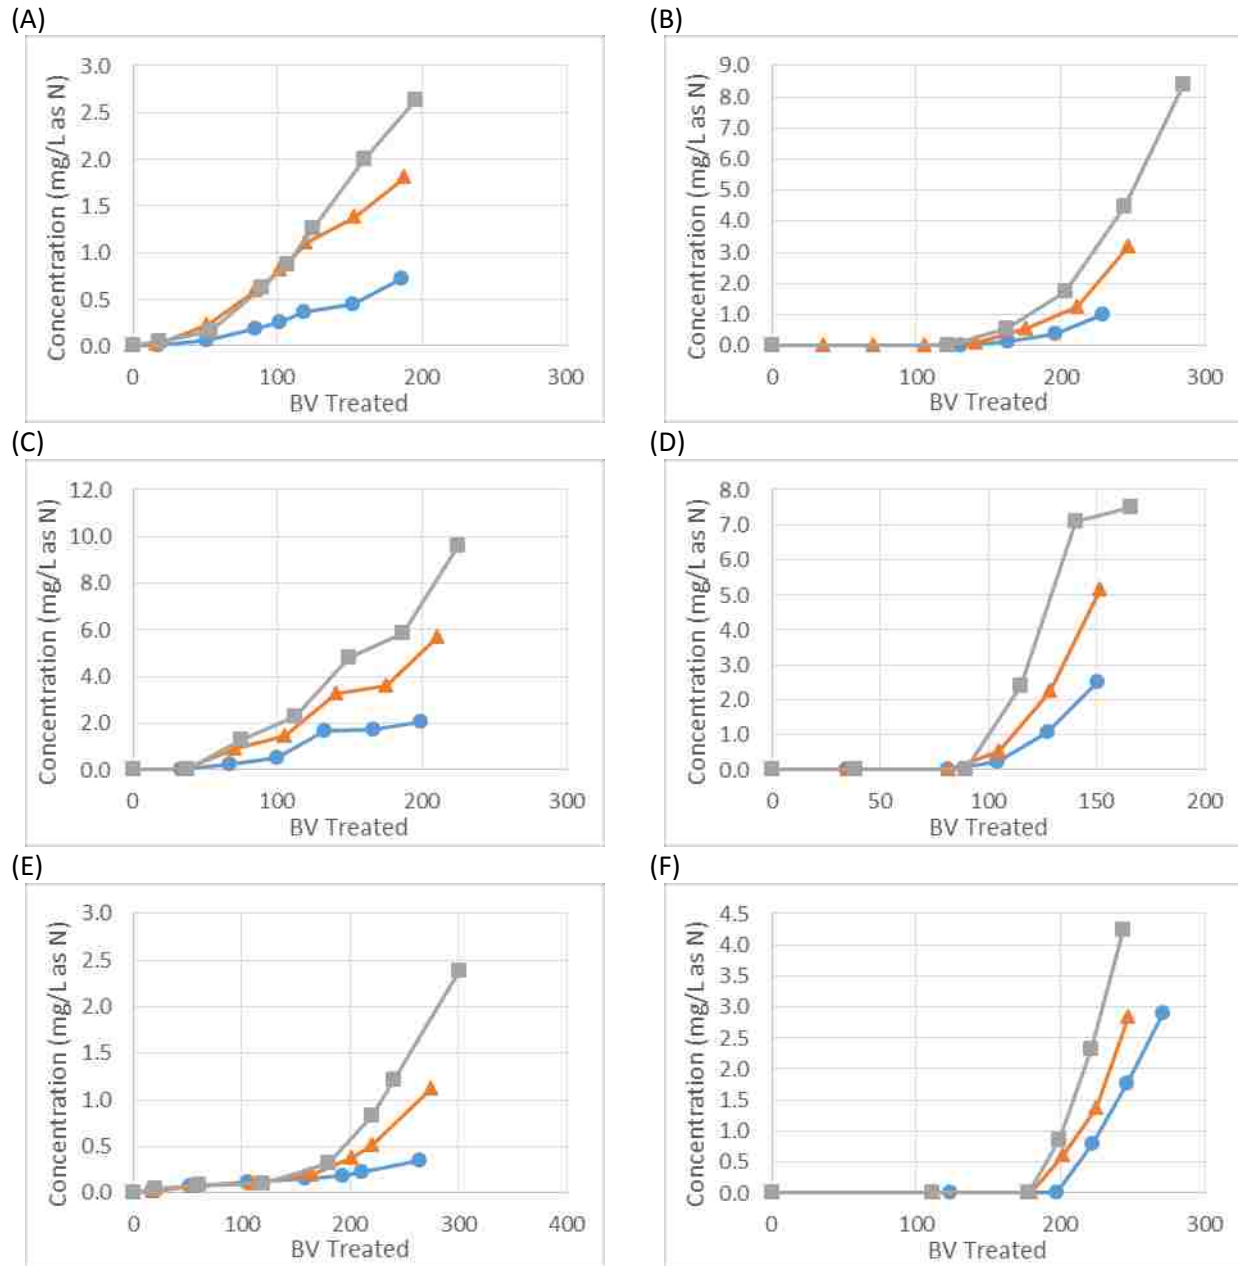 (A)
3.0
2.5
2.0
1.5
1.0
0.5
0.0
0 100 200 300
Concentration (mg/L as N)
BV Treated
(B)
9.0
8.0
7.0
6.0
5.0
4.0
3.0
2.0
1.0
0.0
0 100 200 300
Concentration (mg/L as N)
BV Treated
(C)
12.0
10.0
8.0
6.0
4.0
2.0
0.0
0 100 200 300
Concentration (mg/L as N)
BV Treated
(D)
8.0
7.0
6.0
5.0
4.0
3.0
2.0
1.0
0.0
0 50 100 150 200
Concentration (mg/L as N)
BV Treated
(E)
3.0
2.5
2.0
1.5
1.0
0.5
0.0
0 100 200 300 400
Concentration (mg/L as N)
BV Treated
(F)
4.5
4.0
3.5
3.0
2.5
2.0
1.5
1.0
0.5
0.0
0 100 200 300
Concentration (mg/L as N)
BV Treated